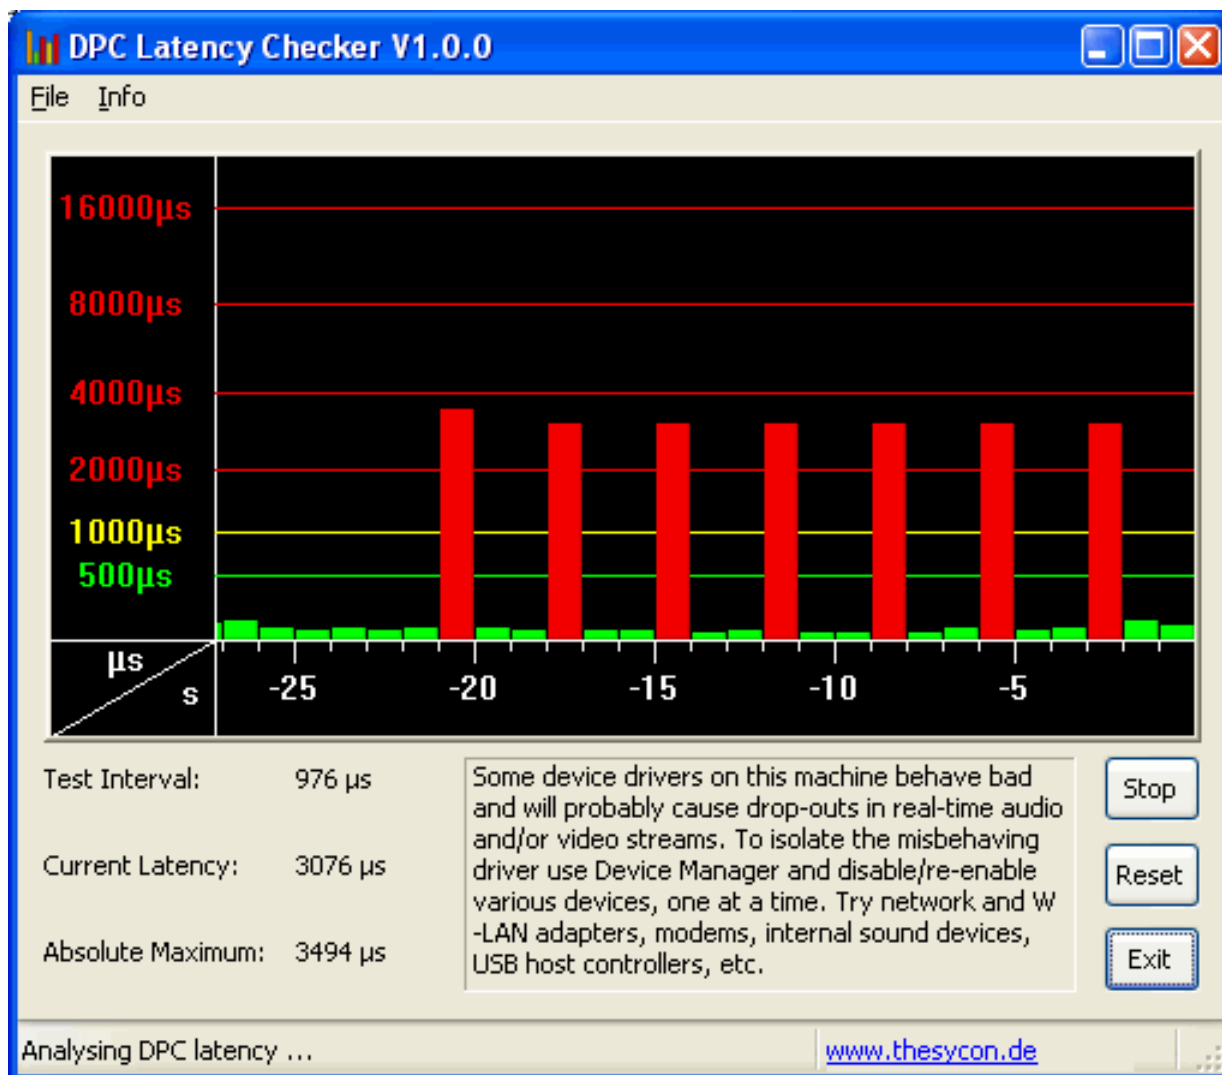 DPC Latency Checker V1.0.0
File Info
16000µs
8000µs
4000µs
2000µs
1000µs
500µs
µs
s
-25 -20 -15 -10 -5
Test Interval: 976 µs
Current Latency: 3076 µs
Absolute Maximum: 3494 µs
Some device drivers on this machine behave bad
and will probably cause drop-outs in real-time audio
and/or video streams. To isolate the misbehaving
driver use Device Manager and disable/re-enable
various devices, one at a time. Try network and W
-LAN adapters, modems, internal sound devices,
USB host controllers, etc.
Stop
Reset
Exit
Analysing DPC latency ...
www.thesycon.de